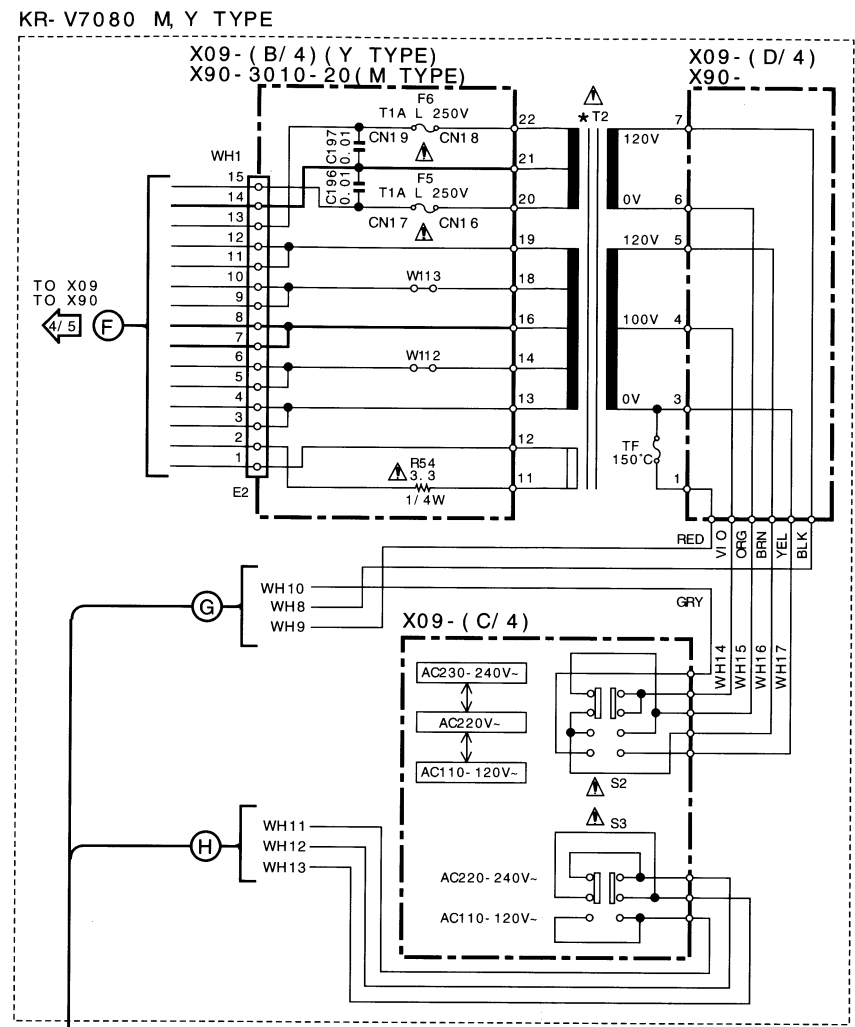 KR-V7080 M,Y TYPE
X09-(B/4)(Y TYPE)
X90-3010-20(M TYPE)
X09-(D/4)
X90-
F6
T1A L 250V
CN19 CN18
C197
0.01
C196
0.01
F5
T1A L 250V
CN17 CN16
WH1
15
14
13
12
11
10
9
8
7
6
5
4
3
2
1
E2
TO X09
TO X90
4/5
F
W113
W112
R54
3.3
1/4W
22
21
20
19
18
16
14
13
12
11
*T2
120V
0V
120V
100V
0V
7
6
5
4
3
1
TF
150°C
RED
VIO
ORG
BRN
YEL
BLK
GRY
G
WH10
WH8
WH9
WH14
WH15
WH16
WH17
X09-(C/4)
AC230-240V~
AC220V~
AC110-120V~
S2
S3
H
WH11
WH12
WH13
AC220-240V~
AC110-120V~